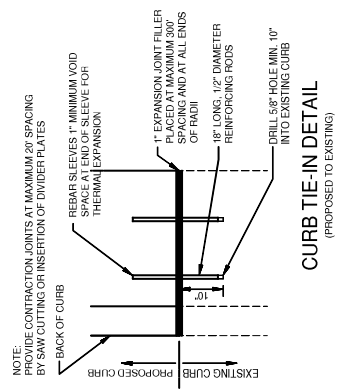 NOTE:
PROVIDE CONTRACTION JOINTS AT MAXIMUM 20' SPACING
BY SAW CUTTING OR INSERTION OF DIVIDER PLATES
BACK OF CURB
REBAR SLEEVES 1" MINIMUM VOID
SPACE AT END OF SLEEVE FOR
THERMAL EXPANSION
1" EXPANSION JOINT FILLER
PLACED AT MAXIMUM 300'
SPACING AND AT ALL ENDS
OF RADII
18" LONG, 1/2" DIAMETER
REINFORCING RODS
DRILL 5/8" HOLE MIN. 10"
INTO EXISTING CURB
10"
EXISTING CURB
PROPOSED CURB
CURB TIE-IN DETAIL
(PROPOSED TO EXISTING)